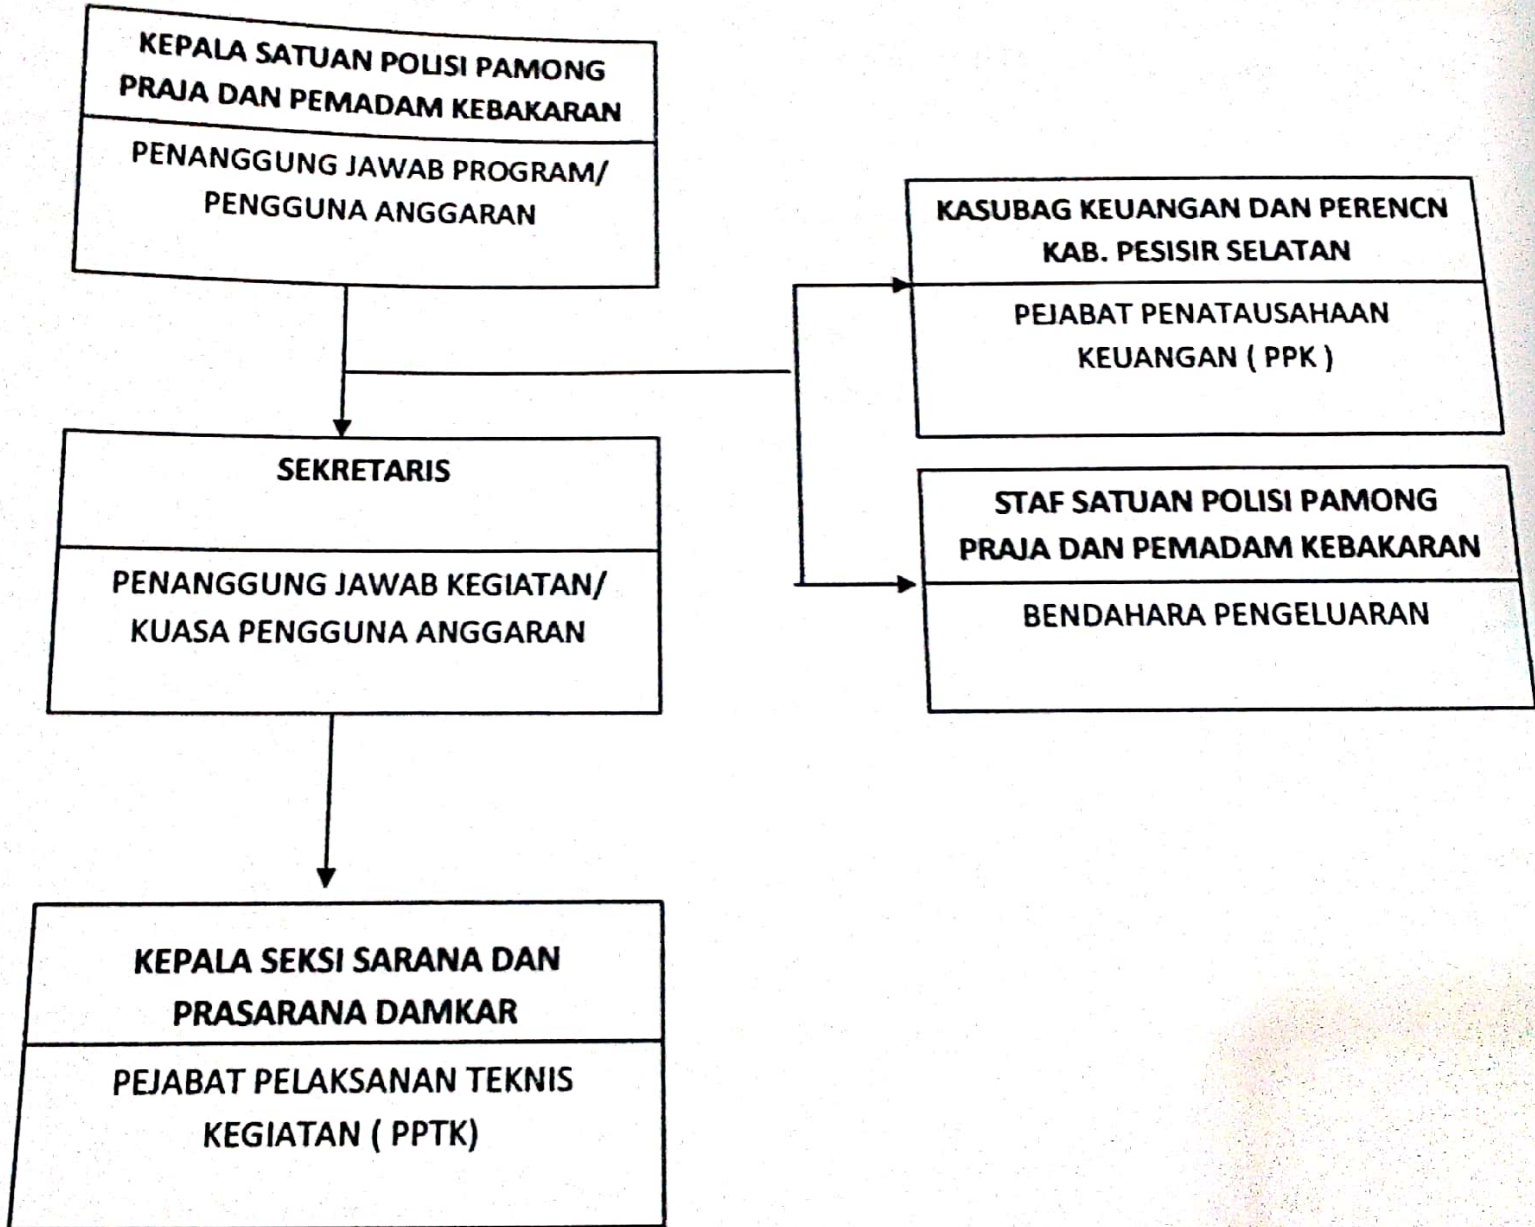 KEPALA SATUAN POLISI PAMONG
PRAJA DAN PEMADAM KEBAKARAN
PENANGGUNG JAWAB PROGRAM/
PENGGUNA ANGGARAN
KASUBAG KEUANGAN DAN PERENCN
KAB. PESISIR SELATAN
PEJABAT PENATAUSAHAAN
KEUANGAN ( PPK )
SEKRETARIS
PENANGGUNG JAWAB KEGIATAN/
KUASA PENGGUNA ANGGARAN
STAF SATUAN POLISI PAMONG
PRAJA DAN PEMADAM KEBAKARAN
BENDAHARA PENGELUARAN
KEPALA SEKSI SARANA DAN
PRASARANA DAMKAR
PEJABAT PELAKSANAN TEKNIS
KEGIATAN ( PPTK)